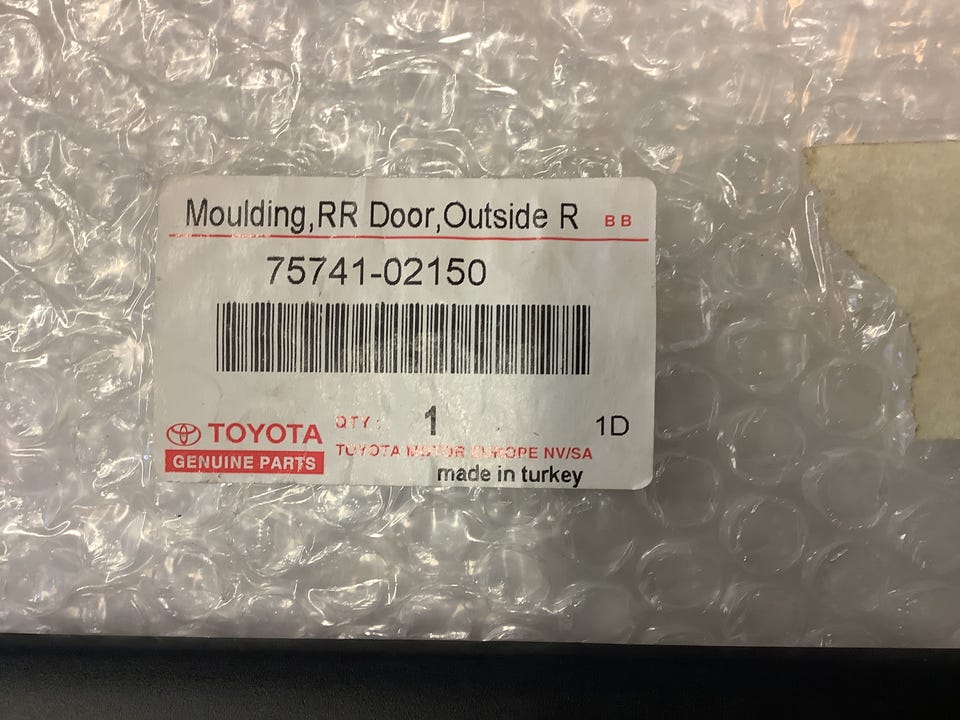 Moulding,RR Door,Outside R BB
75741-02150
QTY: 1 1D
TOYOTA
GENUINE PARTS
TOYOTA MOTOR EUROPE NV/SA
made in turkey